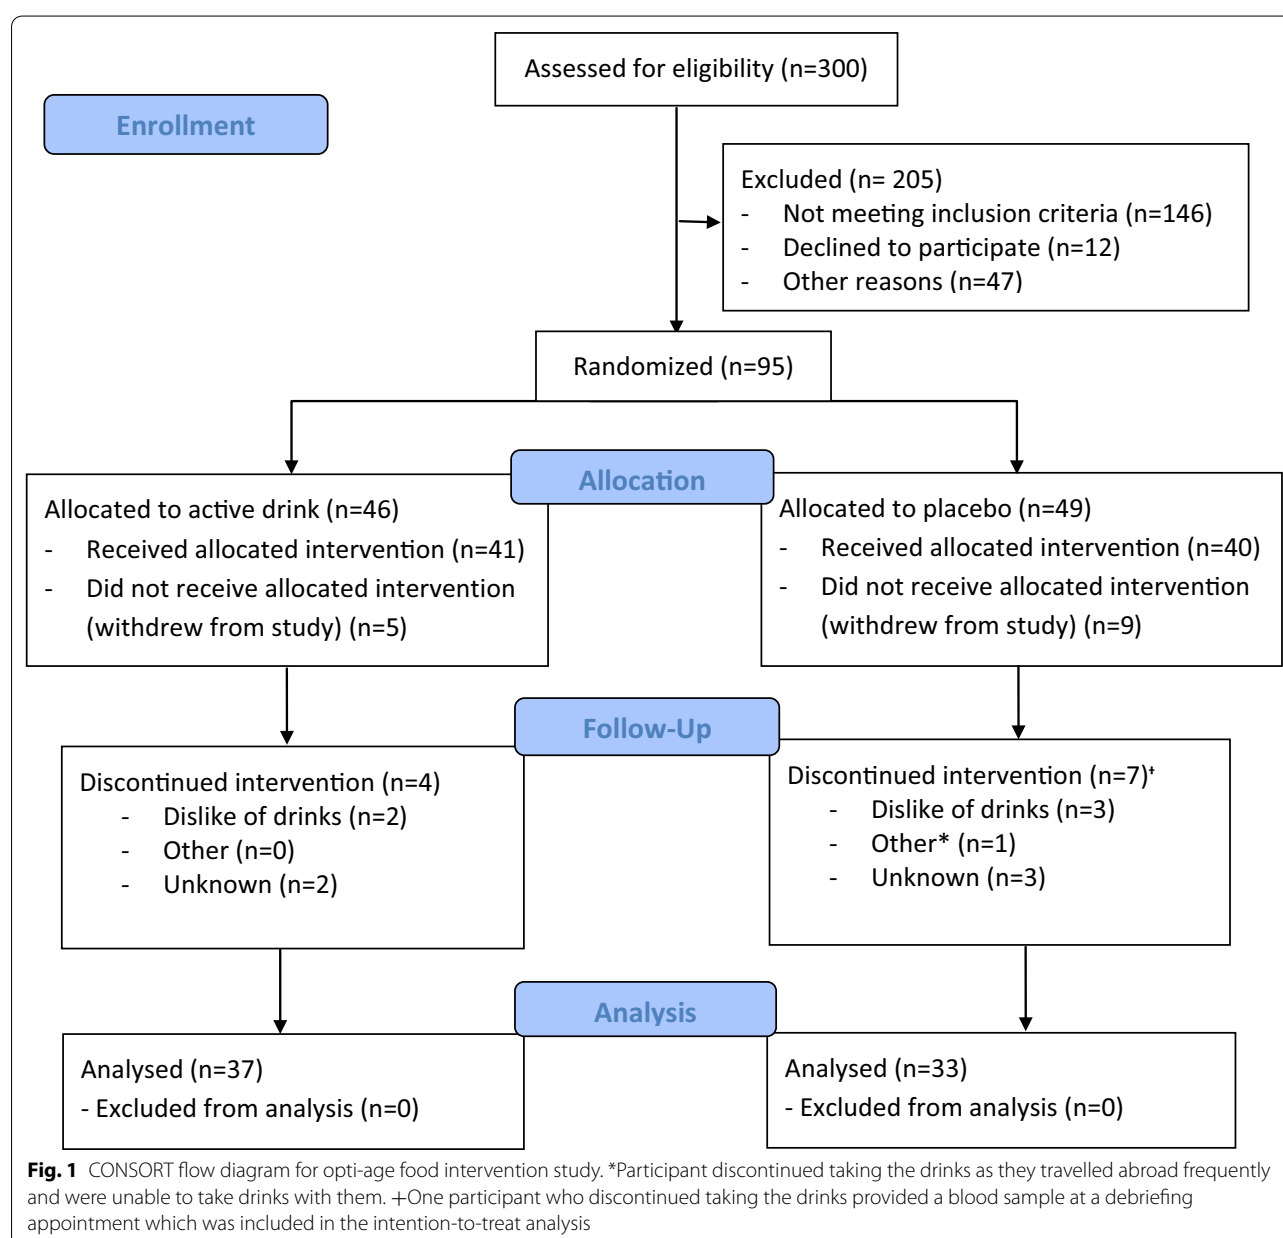 Assessed for eligibility (n=300)
Enrollment
Excluded (n= 205)
- Not meeting inclusion criteria (n=146)
- Declined to participate (n=12)
- Other reasons (n=47)
Randomized (n=95)
Allocation
Allocated to active drink (n=46)
- Received allocated intervention (n=41)
- Did not receive allocated intervention
(withdrew from study) (n=5)
Allocated to placebo (n=49)
- Received allocated intervention (n=40)
- Did not receive allocated intervention
(withdrew from study) (n=9)
Follow-Up
Discontinued intervention (n=4)
- Dislike of drinks (n=2)
- Other (n=0)
- Unknown (n=2)
Discontinued intervention (n=7)⁺
- Dislike of drinks (n=3)
- Other* (n=1)
- Unknown (n=3)
Analysis
Analysed (n=37)
- Excluded from analysis (n=0)
Analysed (n=33)
- Excluded from analysis (n=0)
Fig. 1 CONSORT flow diagram for opti-age food intervention study. *Participant discontinued taking the drinks as they travelled abroad frequently
and were unable to take drinks with them. +One participant who discontinued taking the drinks provided a blood sample at a debriefing
appointment which was included in the intention-to-treat analysis